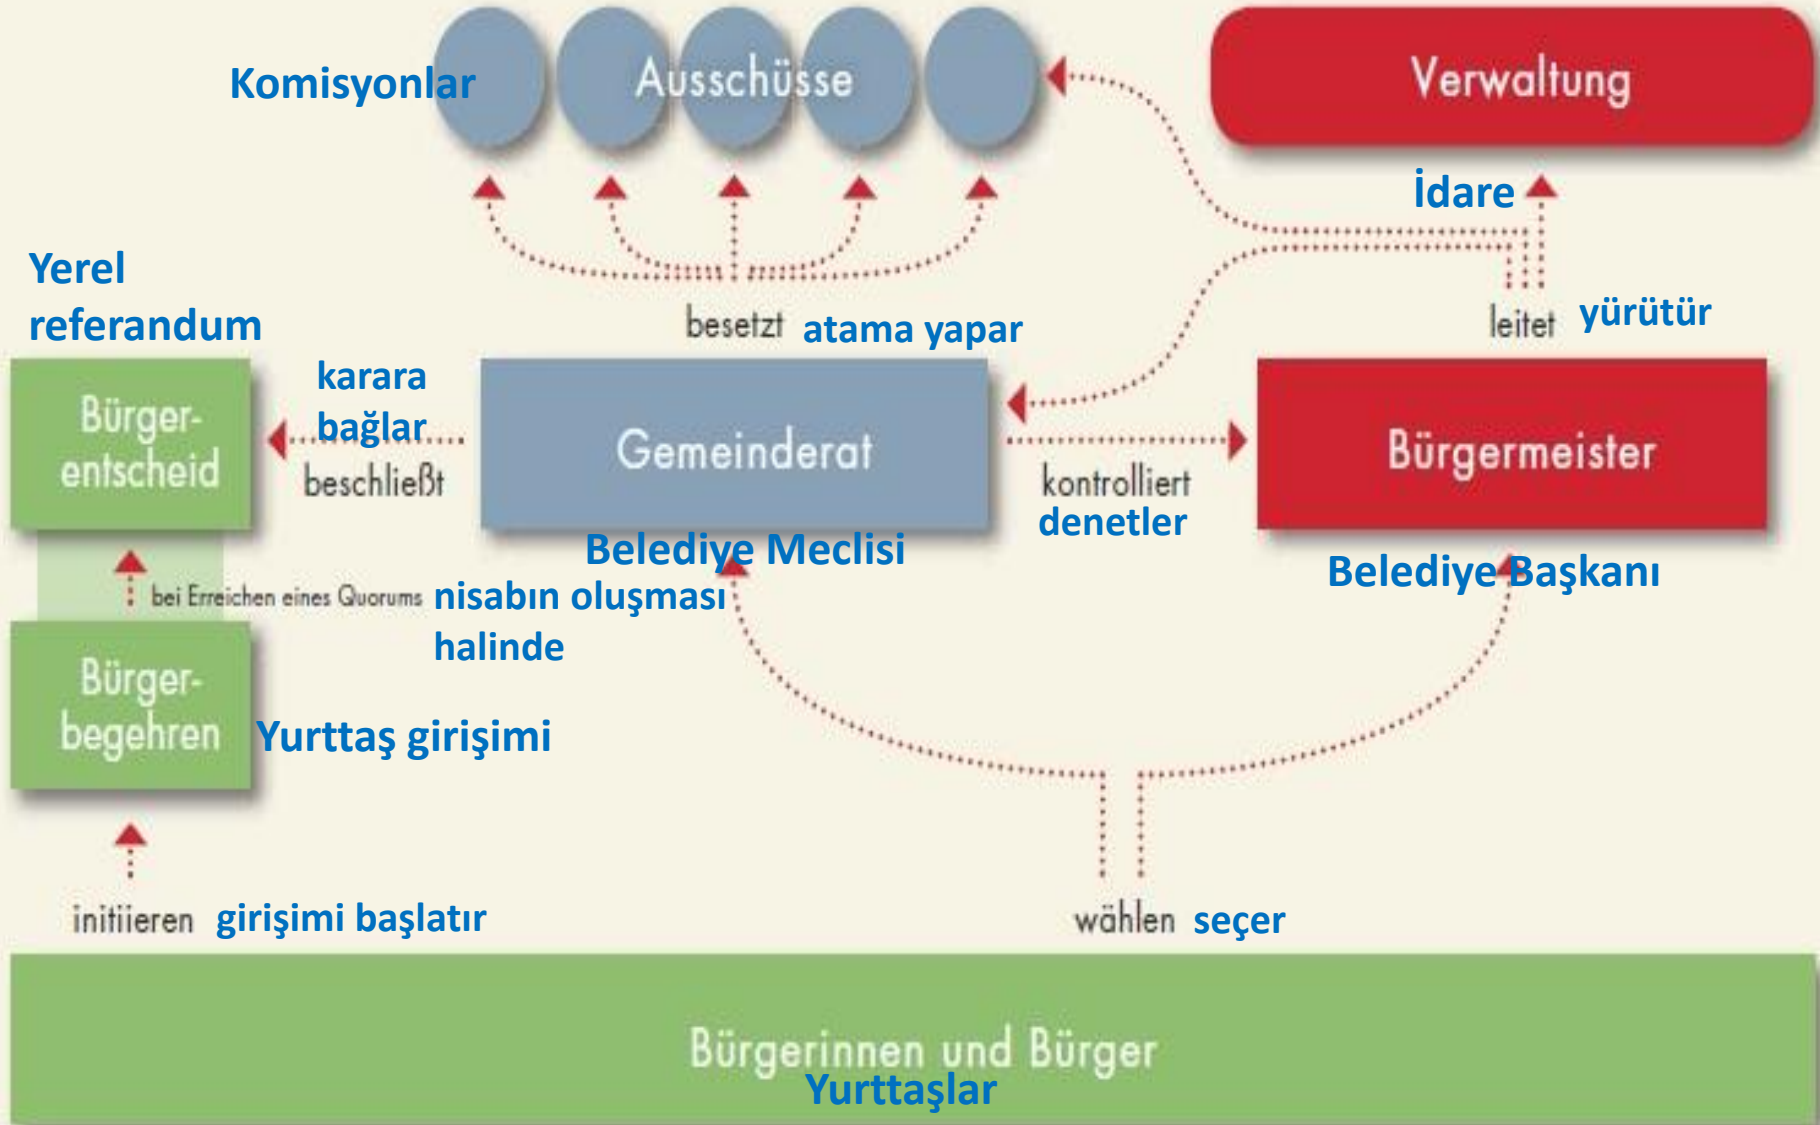 Komisyonlar
Ausschüsse
Verwaltung
İdare
Yerel
referandum
besetzt atama yapar
leitet yürütür
Bürger-
entscheid
karara
bağlar
beschließt
Gemeinderat
Belediye Meclisi
kontrolliert
denetler
Bürgermeister
Belediye Başkanı
bei Erreichen eines Quorums nisabın oluşması
halinde
Bürger-
begehren
Yurttaş girişimi
initiieren girişimi başlatır
wählen seçer
Bürgerinnen und Bürger
Yurttaşlar